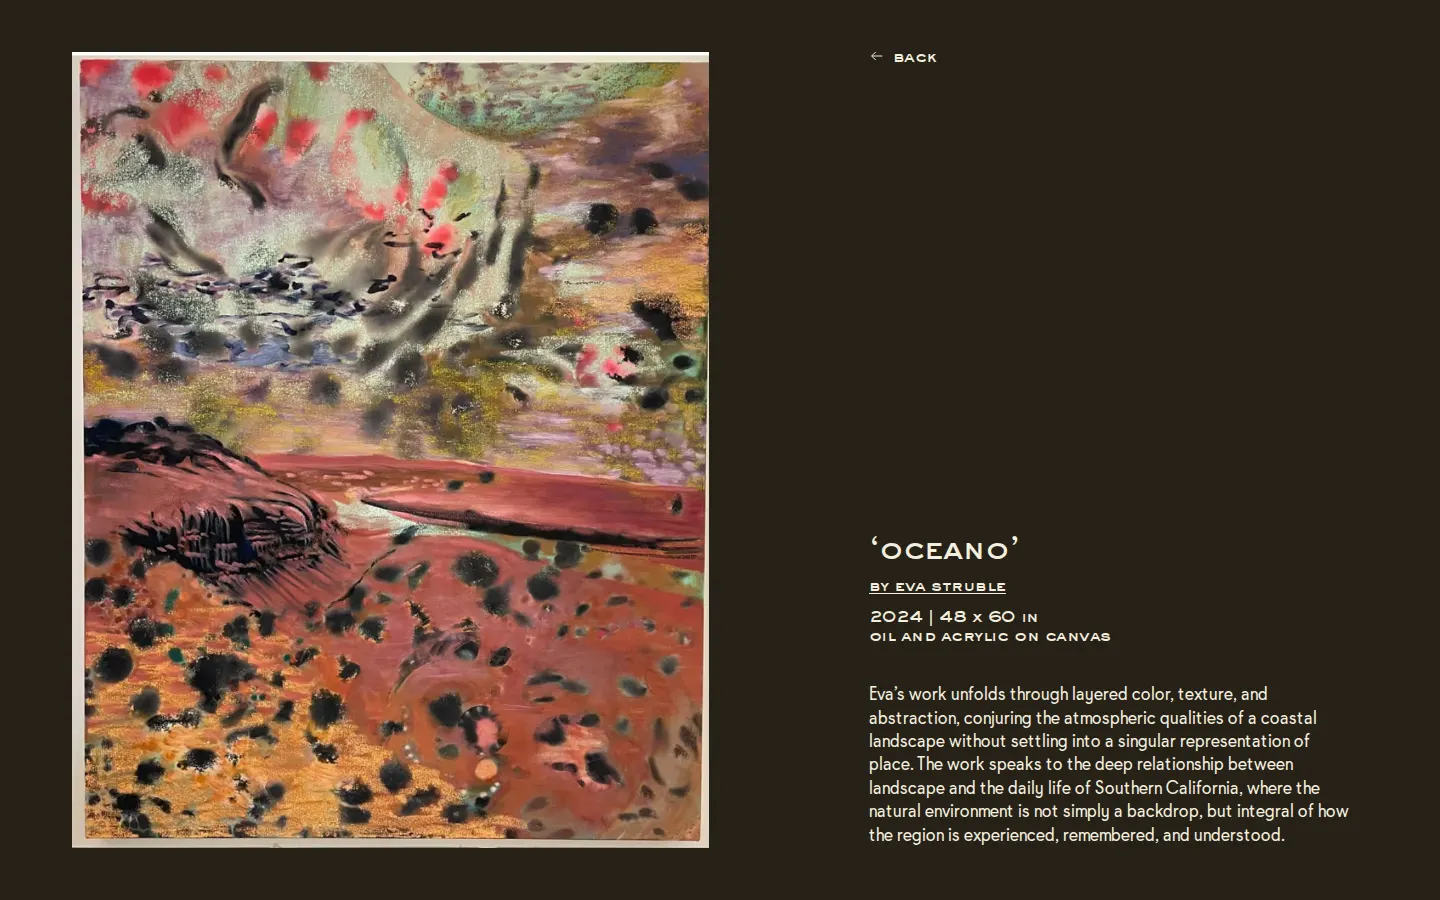 ← BACK
‘OCEANO’
BY EVA STRUBLE
2024 | 48 x 60 IN
OIL AND ACRYLIC ON CANVAS
Eva’s work unfolds through layered color, texture, and
abstraction, conjuring the atmospheric qualities of a coastal
landscape without settling into a singular representation of
place. The work speaks to the deep relationship between
landscape and the daily life of Southern California, where the
natural environment is not simply a backdrop, but integral of how
the region is experienced, remembered, and understood.